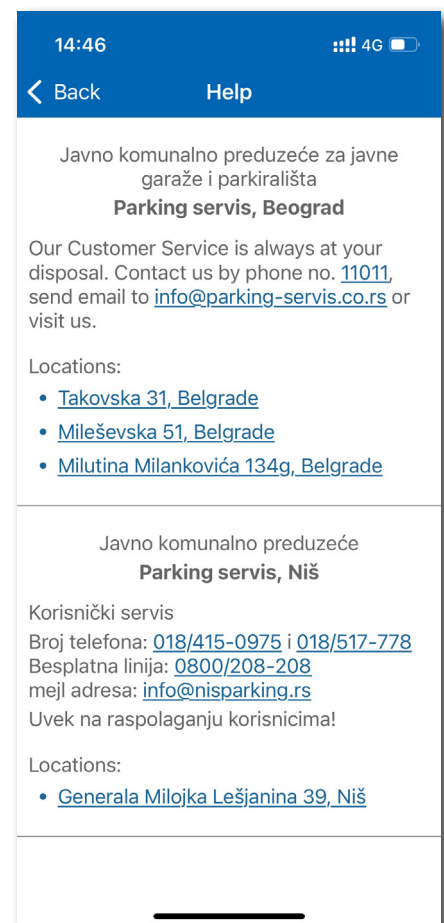 14:46
4G
Back
Help
Javno komunalno preduzeće za javne
garaže i parkirališta
Parking servis, Beograd
Our Customer Service is always at your
disposal. Contact us by phone no. 11011,
send email to info@parking-servis.co.rs or
visit us.
Locations:
• Takovska 31, Belgrade
• Mileševska 51, Belgrade
• Milutina Milankovića 134g, Belgrade
Javno komunalno preduzeće
Parking servis, Niš
Korisnički servis
Broj telefona: 018/415-0975 i 018/517-778
Besplatna linija: 0800/208-208
mejl adresa: info@nisparking.rs
Uvek na raspolaganju korisnicima!
Locations:
• Generala Milojka Lešjanina 39, Niš